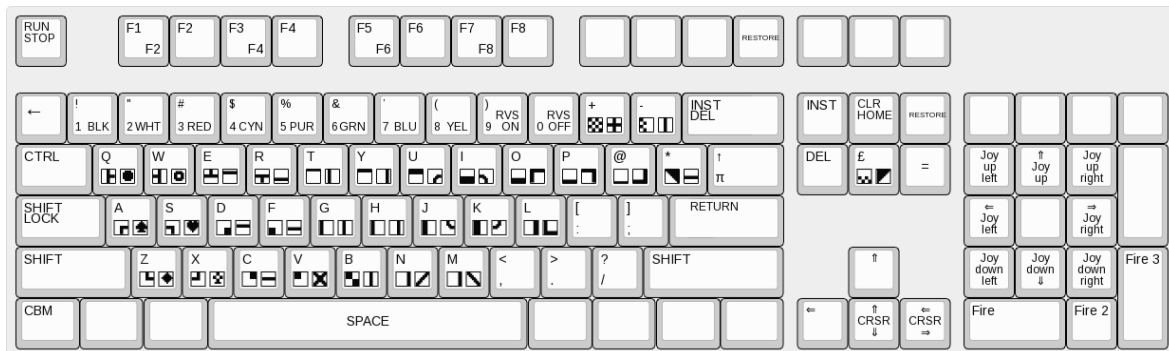 RUN STOP F1 F2 F2 F3 F4 F4 F5 F6 F6 F7 F8 F8 RESTORE
← ! 1 BLK " 2 WHT # 3 RED $ 4 CYN % 5 PUR & 6 GRN ' 7 BLU ( 8 YEL ) 9 RVS ON 0 RVS OFF + - INST DEL INST CLR HOME RESTORE
CTRL Q W E R T Y U I O P @ * ↑ π DEL £ = Joy up left ⇑ Joy up Joy up right
SHIFT LOCK A S D F G H J K L [ : ] ; RETURN ⇐ Joy left ⇒ Joy right
SHIFT Z X C V B N M < , > . ? / SHIFT ⇑ Joy down left Joy down ⇓ Joy down right Fire 3
CBM SPACE ⇐ ⇑ CRSR ⇓ ⇐ CRSR ⇒ Fire Fire 2